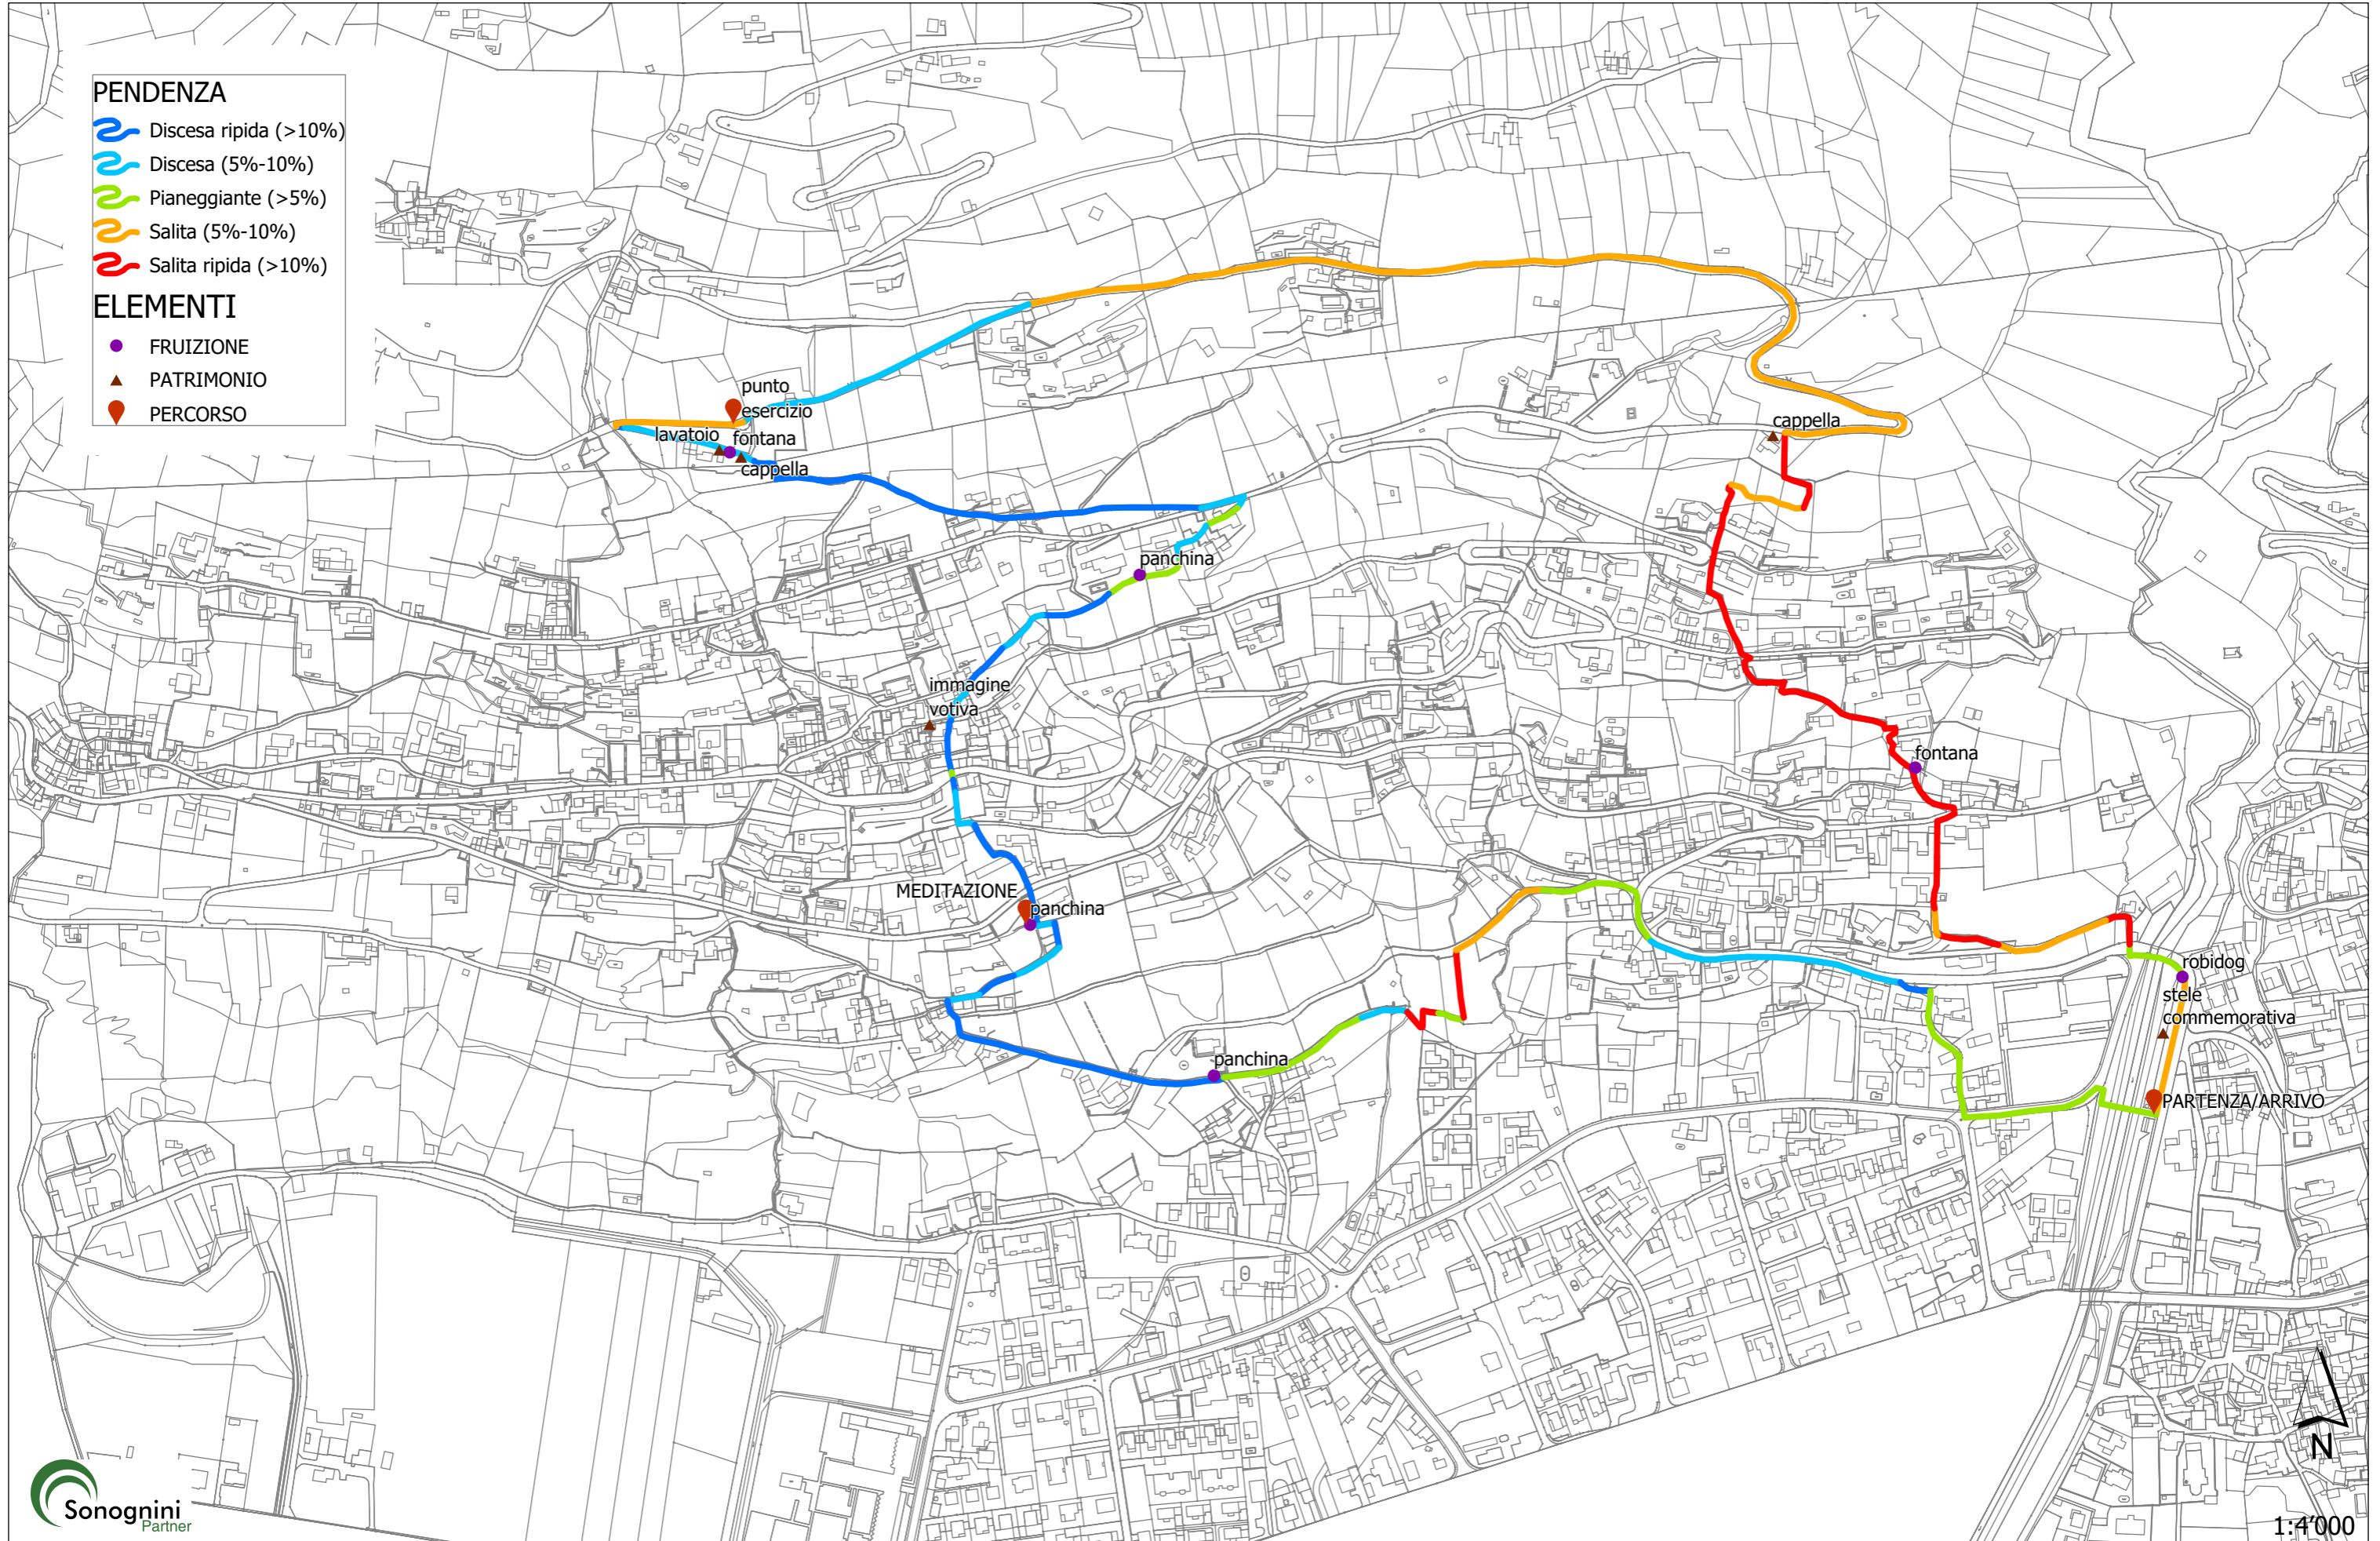 PENDENZA
Discesa ripida (>10%)
Discesa (5%-10%)
Pianeggiante (>5%)
Salita (5%-10%)
Salita ripida (>10%)
ELEMENTI
FRUIZIONE
PATRIMONIO
PERCORSO
punto
esercizio
lavatoio
fontana
cappella
cappella
panchina
immagine
votiva
fontana
MEDITAZIONE
panchina
robidog
stele
commemorativa
panchina
PARTENZA/ARRIVO
N
Sonognini
Partner
1:4'000